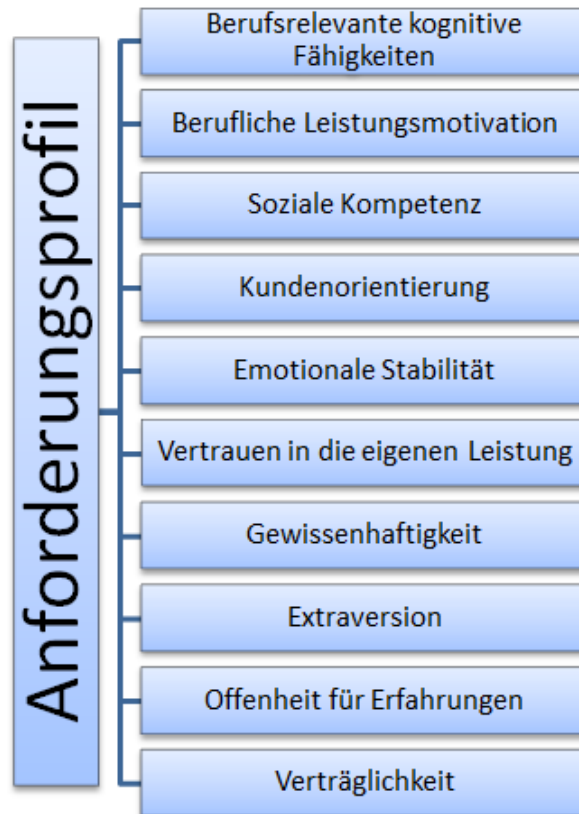 Anforderungsprofil
Berufsrelevante kognitive
Fähigkeiten
Berufliche Leistungsmotivation
Soziale Kompetenz
Kundenorientierung
Emotionale Stabilität
Vertrauen in die eigenen Leistung
Gewissenhaftigkeit
Extraversion
Offenheit für Erfahrungen
Verträglichkeit